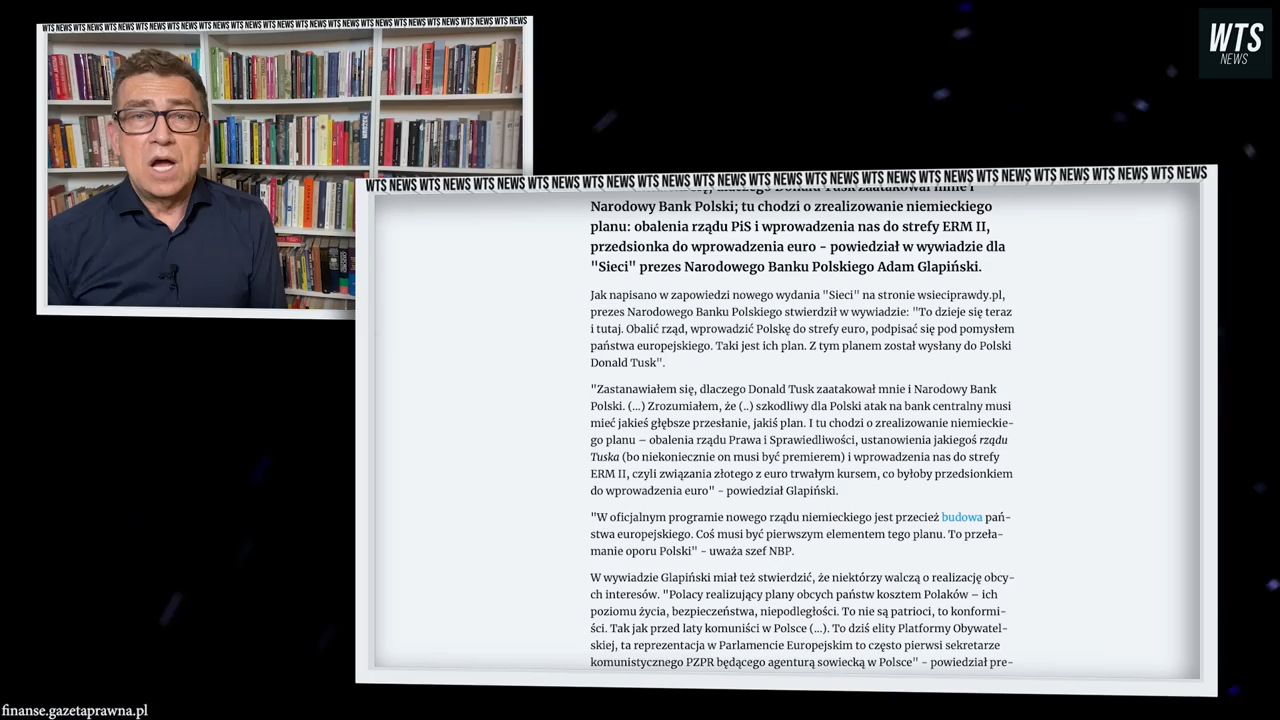 WTS NEWS WTS NEWS WTS NEWS WTS NEWS WTS NEWS WTS NEWS WTS NEWS WTS NEWS WTS NEWS WTS NEWS WTS NEWS WTS NEWS WTS NEWS WTS NEWS WTS NEWS
WTS
NEWS
WTS NEWS WTS NEWS WTS NEWS WTS NEWS WTS NEWS WTS NEWS WTS NEWS WTS NEWS WTS NEWS WTS NEWS WTS NEWS WTS NEWS WTS NEWS WTS NEWS WTS NEWS WTS NEWS
dlaczego Donald Tusk zaatakował mnie i
Narodowy Bank Polski; tu chodzi o zrealizowanie niemieckiego
planu: obalenia rządu PiS i wprowadzenia nas do strefy ERM II,
przedsionka do wprowadzenia euro - powiedział w wywiadzie dla
"Sieci" prezes Narodowego Banku Polskiego Adam Glapiński.
Jak napisano w zapowiedzi nowego wydania "Sieci" na stronie wsieciprawdy.pl,
prezes Narodowego Banku Polskiego stwierdził w wywiadzie: "To dzieje się teraz
i tutaj. Obalić rząd, wprowadzić Polskę do strefy euro, podpisać się pod pomysłem
państwa europejskiego. Taki jest ich plan. Z tym planem został wysłany do Polski
Donald Tusk".
"Zastanawiałem się, dlaczego Donald Tusk zaatakował mnie i Narodowy Bank
Polski. (...) Zrozumiałem, że (..) szkodliwy dla Polski atak na bank centralny musi
mieć jakieś głębsze przesłanie, jakiś plan. I tu chodzi o zrealizowanie niemieckie-
go planu – obalenia rządu Prawa i Sprawiedliwości, ustanowienia jakiegoś rządu
Tuska (bo niekoniecznie on musi być premierem) i wprowadzenia nas do strefy
ERM II, czyli związania złotego z euro trwałym kursem, co byłoby przedsionkiem
do wprowadzenia euro" - powiedział Glapiński.
"W oficjalnym programie nowego rządu niemieckiego jest przecież budowa pań-
stwa europejskiego. Coś musi być pierwszym elementem tego planu. To przeła-
manie oporu Polski" - uważa szef NBP.
W wywiadzie Glapiński miał też stwierdzić, że niektórzy walczą o realizację obcy-
ch interesów. "Polacy realizujący plany obcych państw kosztem Polaków – ich
poziomu życia, bezpieczeństwa, niepodległości. To nie są patrioci, to konformi-
ści. Tak jak przed laty komuniści w Polsce (...). To dziś elity Platformy Obywatel-
skiej, ta reprezentacja w Parlamencie Europejskim to często pierwsi sekretarze
komunistycznego PZPR będącego agenturą sowiecką w Polsce" - powiedział pre-
finanse.gazetaprawna.pl